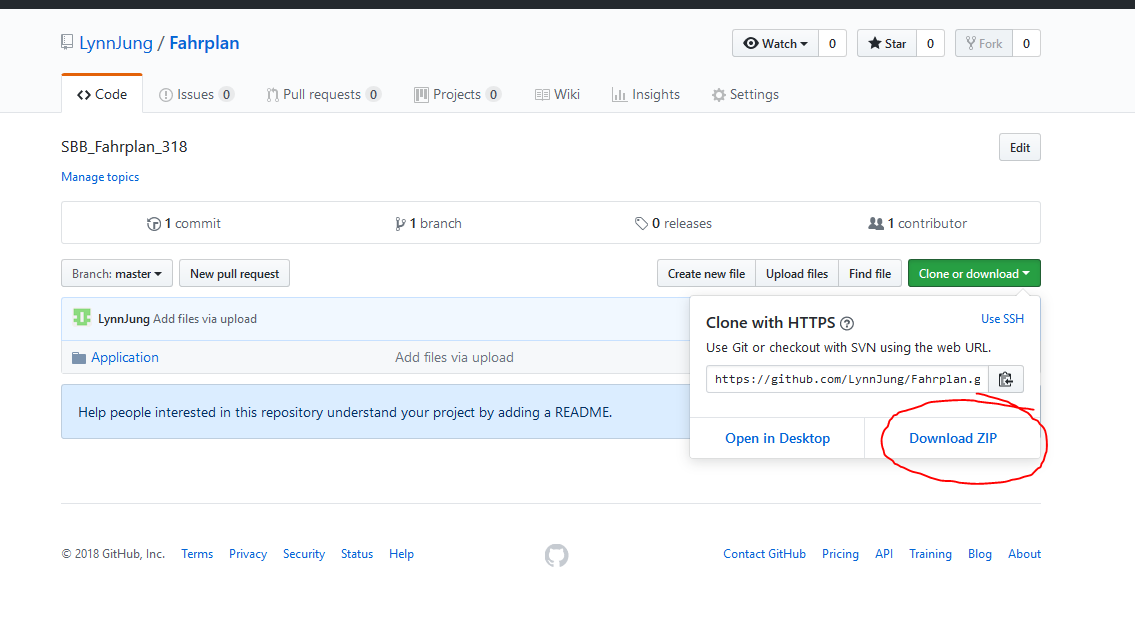 LynnJung / Fahrplan
Watch 0 Star 0 Fork 0
Code Issues 0 Pull requests 0 Projects 0 Wiki Insights Settings
SBB_Fahrplan_318 Edit
Manage topics
1 commit 1 branch 0 releases 1 contributor
Branch: master New pull request Create new file Upload files Find file Clone or download
LynnJung Add files via upload
Application Add files via upload
Help people interested in this repository understand your project by adding a README.
Clone with HTTPS ? Use SSH
Use Git or checkout with SVN using the web URL.
https://github.com/LynnJung/Fahrplan.g
Open in Desktop Download ZIP
© 2018 GitHub, Inc. Terms Privacy Security Status Help Contact GitHub Pricing API Training Blog About